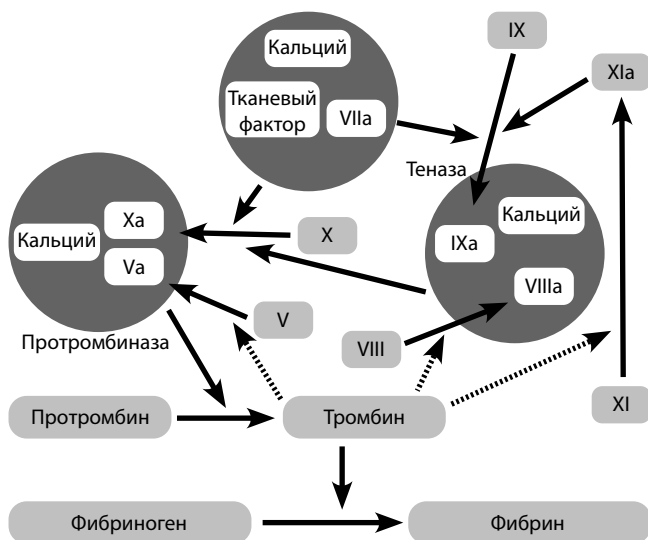 IX
Кальций
XIa
Тканевый
фактор
VIIa
Теназа
Кальций
Xa
Кальций
Va
X
IXa
VIIIa
V
VIII
Протромбиназа
Протромбин
Тромбин
XI
Фибриноген
Фибрин